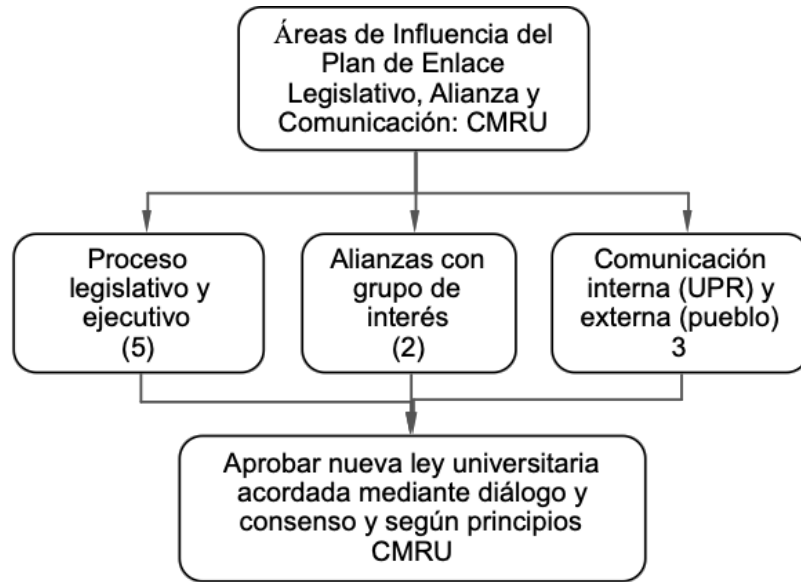 Áreas de Influencia del
Plan de Enlace
Legislativo, Alianza y
Comunicación: CMRU
Proceso
legislativo y
ejecutivo
(5)
Alianzas con
grupo de
interés
(2)
Comunicación
interna (UPR) y
externa (pueblo)
3
Aprobar nueva ley universitaria
acordada mediante diálogo y
consenso y según principios
CMRU